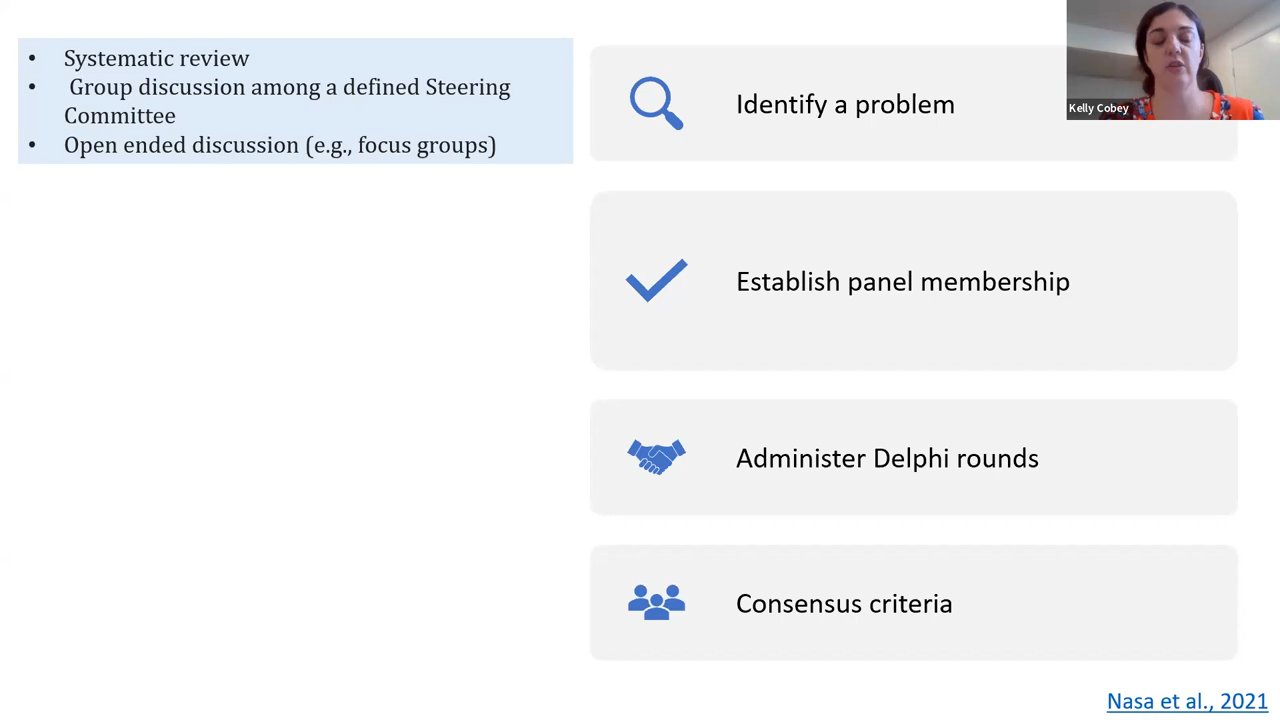 • Systematic review
• Group discussion among a defined Steering
Committee
• Open ended discussion (e.g., focus groups)
Identify a problem
Kelly Cobey
Establish panel membership
Administer Delphi rounds
Consensus criteria
Nasa et al., 2021